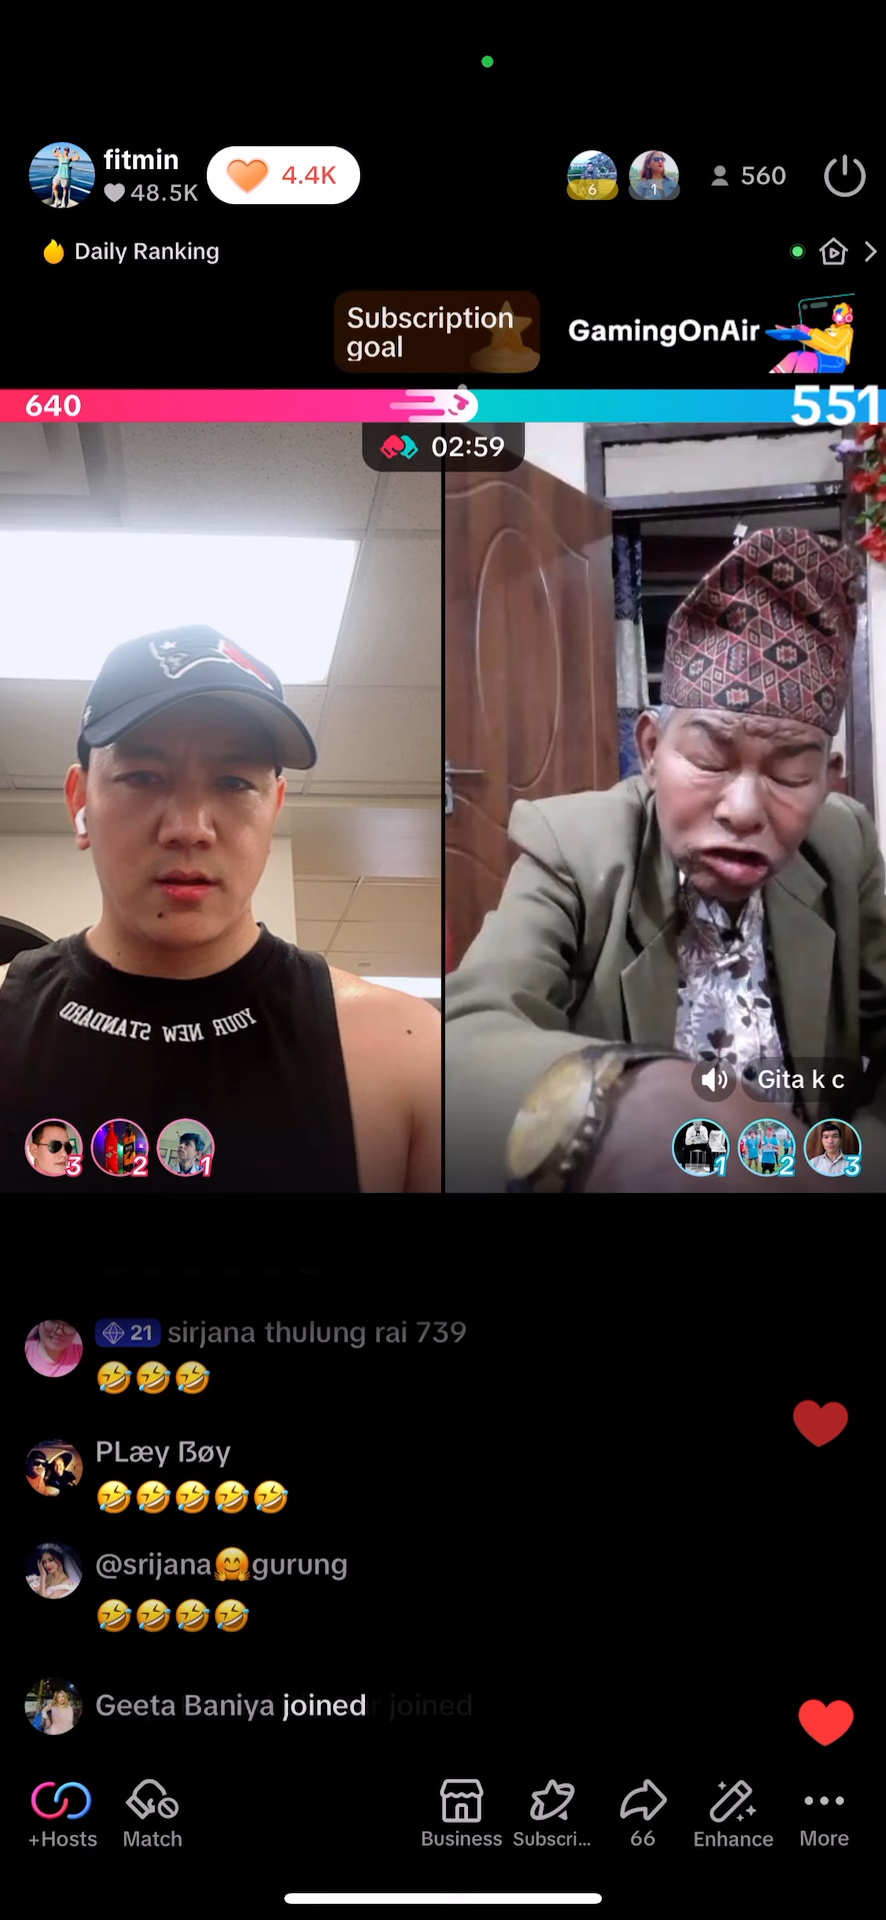 fitmin
48.5K
4.4K
6
1
560
Daily Ranking
Subscription
goal
GamingOnAir
640
551
02:59
YOUR NEW STANDARD
Gita k c
3
2
1
1
2
3
21 sirjana thulung rai 739
🤣🤣🤣
PLæy ẞøy
🤣🤣🤣🤣🤣
@srijana🤗gurung
🤣🤣🤣🤣
Geeta Baniya joined
joined
+Hosts
Match
Business
Subscri...
66
Enhance
More